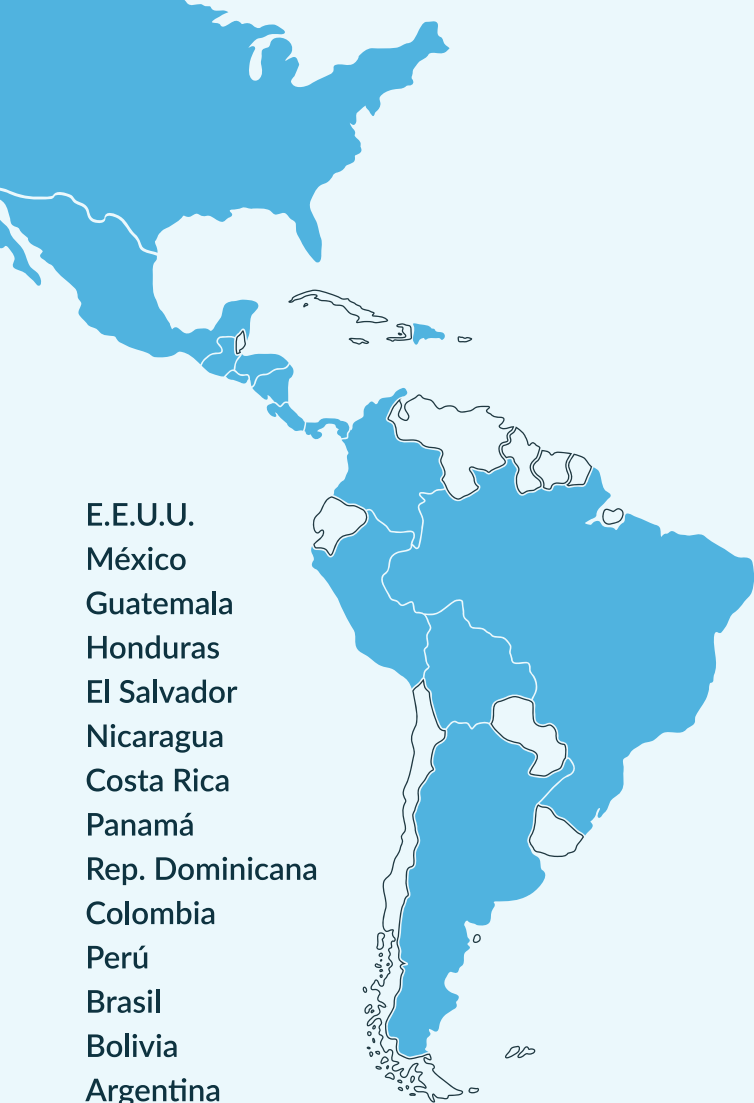 E.E.U.U.
México
Guatemala
Honduras
El Salvador
Nicaragua
Costa Rica
Panamá
Rep. Dominicana
Colombia
Perú
Brasil
Bolivia
Argentina